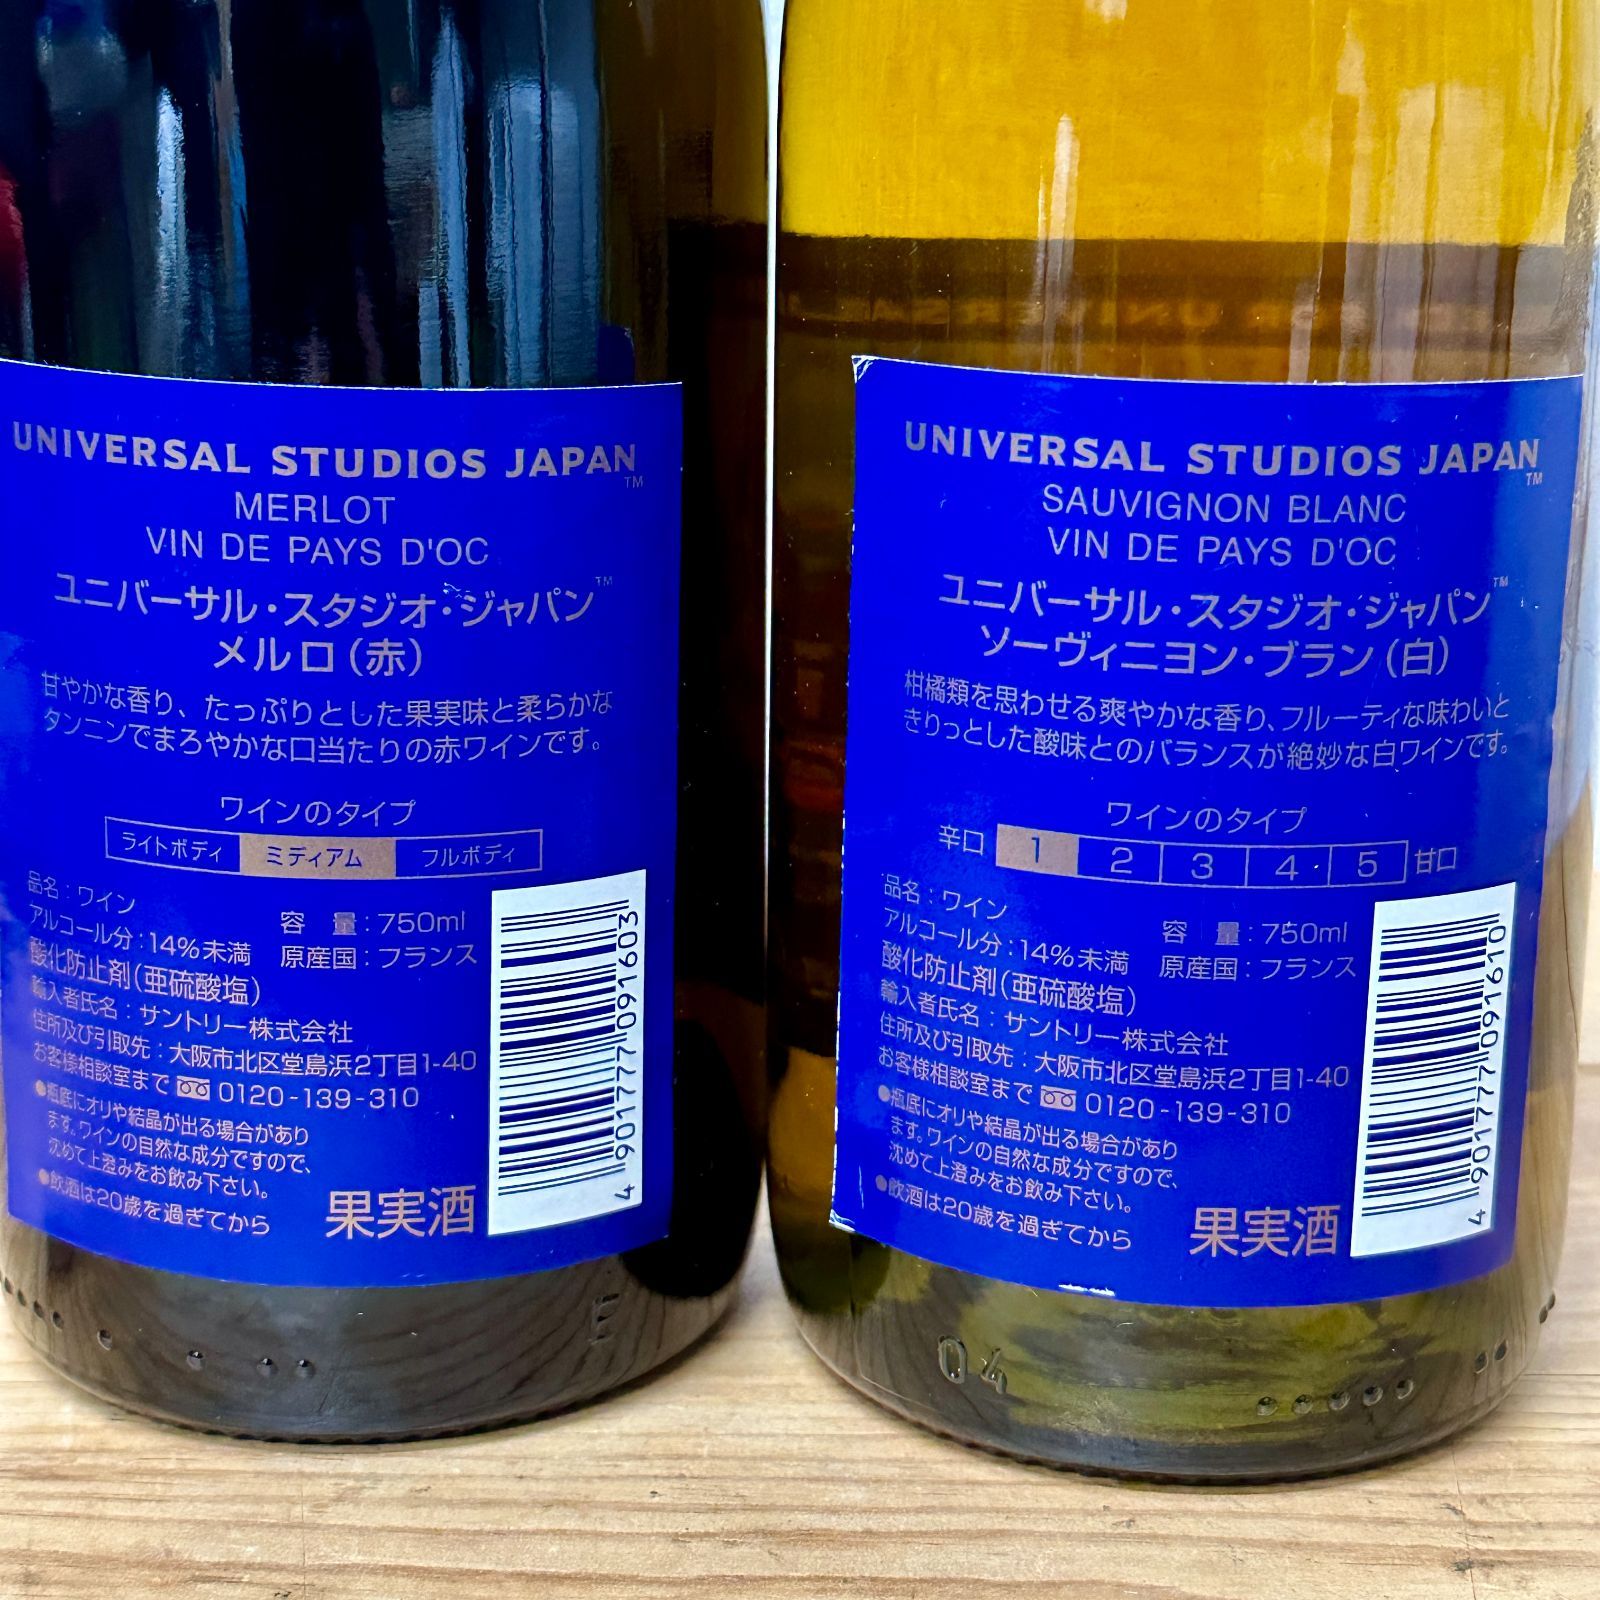 UNIVERSAL STUDIOS JAPAN™
MERLOT
VIN DE PAYS D'OC
ユニバーサル・スタジオ・ジャパン™
メルロ（赤）
甘やかな香り、たっぷりとした果実味と柔らかな
タンニンでまろやかな口当たりの赤ワインです。
ワインのタイプ
ライトボディ ミディアム フルボディ
品名：ワイン
アルコール分：14%未満
容 量：750ml
原産国：フランス
酸化防止剤（亜硫酸塩）
輸入者氏名：サントリー株式会社
住所及び引取先：大阪市北区堂島浜2丁目1-40
お客様相談室まで 0120-139-310
●瓶底にオリや結晶が出る場合があり
ます。ワインの自然な成分ですので、
沈めて上澄みをお飲み下さい。
●飲酒は20歳を過ぎてから
果実酒
4 901777 091603
UNIVERSAL STUDIOS JAPAN™
SAUVIGNON BLANC
VIN DE PAYS D'OC
ユニバーサル・スタジオ・ジャパン™
ソーヴィニヨン・ブラン（白）
柑橘類を思わせる爽やかな香り、フルーティな味わいと
きりっとした酸味とのバランスが絶妙な白ワインです。
ワインのタイプ
辛口 1 2 3 4 5 甘口
品名：ワイン
アルコール分：14%未満
容 量：750ml
原産国：フランス
酸化防止剤（亜硫酸塩）
輸入者氏名：サントリー株式会社
住所及び引取先：大阪市北区堂島浜2丁目1-40
お客様相談室まで 0120-139-310
●瓶底にオリや結晶が出る場合があり
ます。ワインの自然な成分ですので、
沈めて上澄みをお飲み下さい。
●飲酒は20歳を過ぎてから
果実酒
4 901777 091610
04